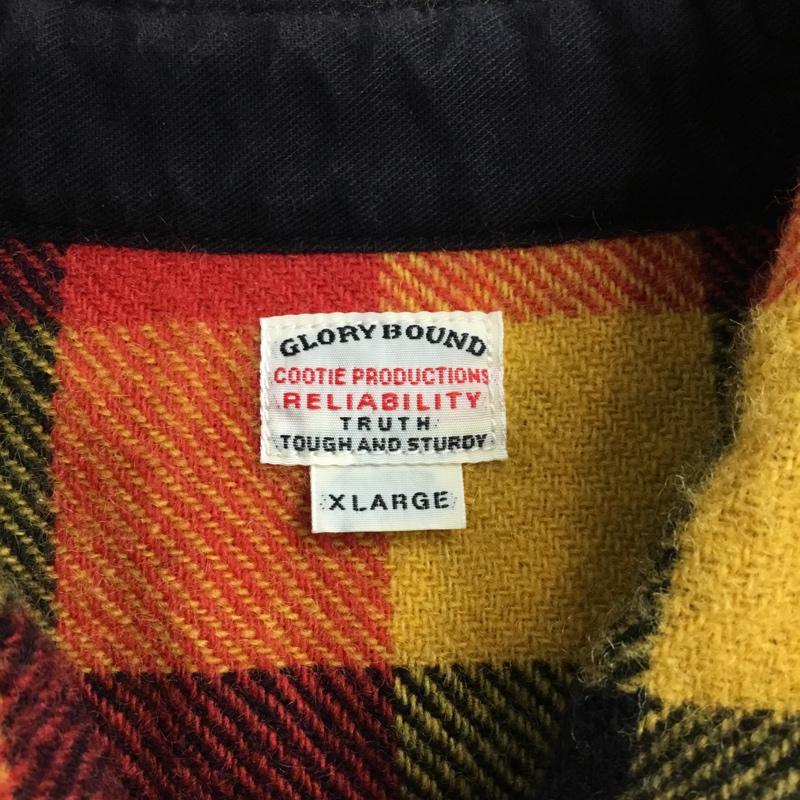 GLORY BOUND
COOTIE PRODUCTIONS
RELIABILITY
TRUTH
TOUGH AND STURDY
XLARGE